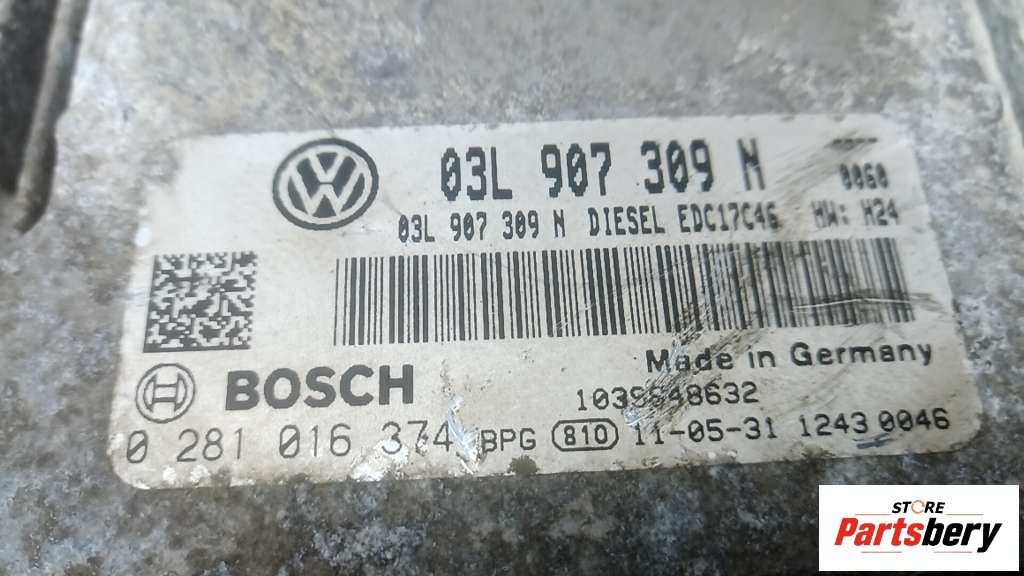 03L 907 309 N 0060
03L 907 309 N DIESEL EDC17C46 HW: H24
Made in Germany
BOSCH
0 281 016 374 BPG 810 11-05-31 1243 0046
STORE
Partsbery